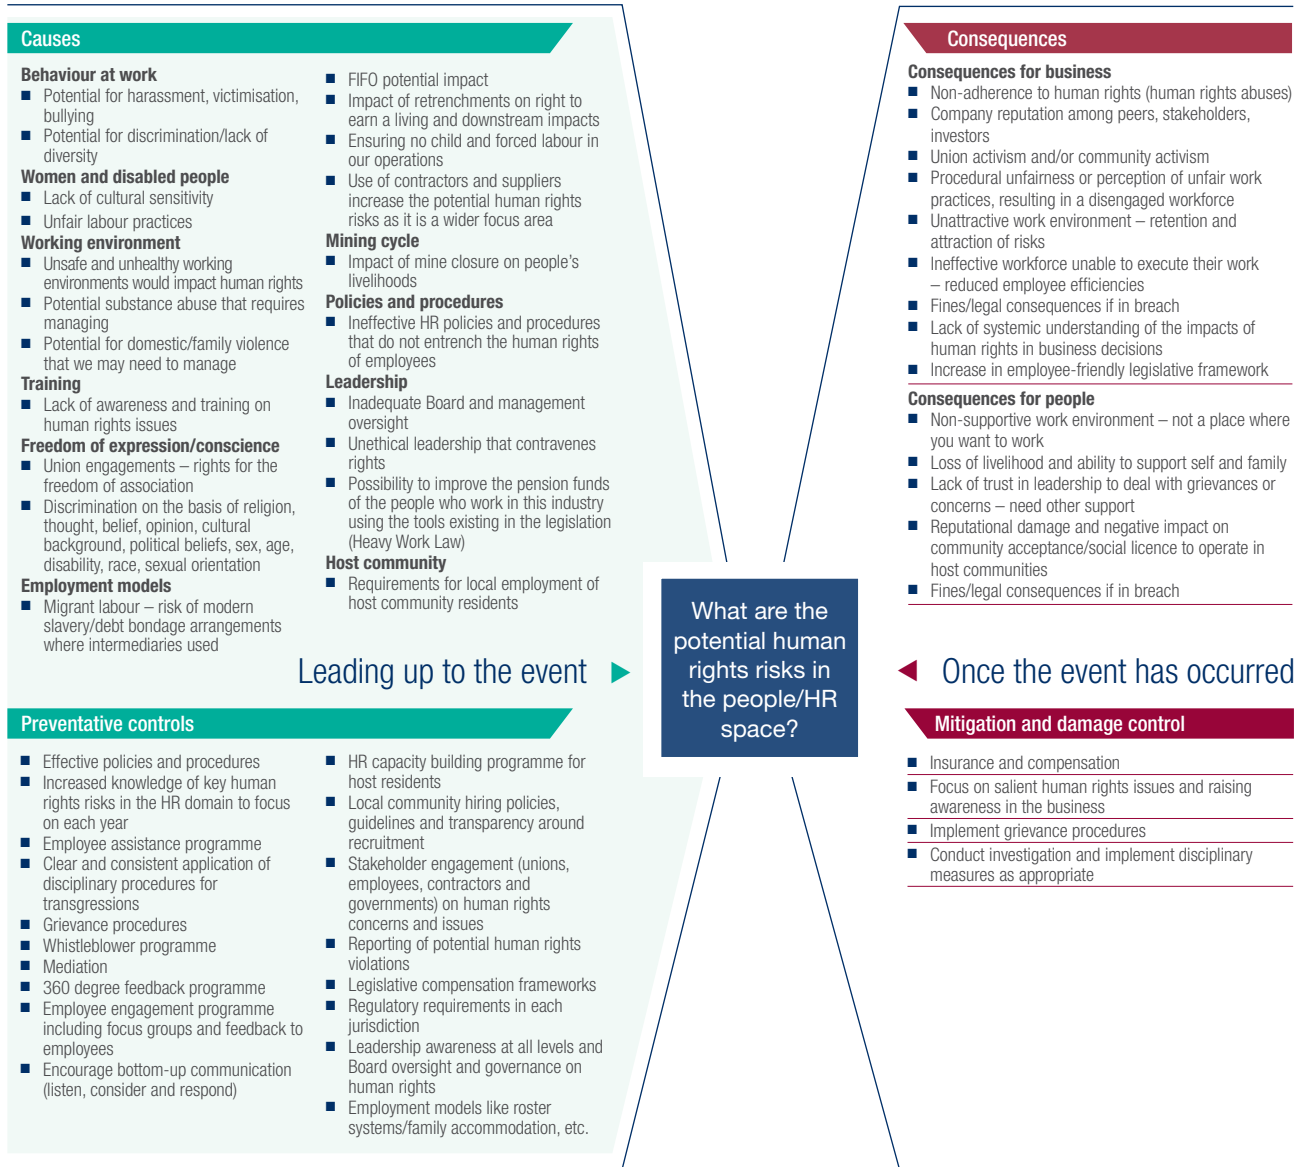 Causes
Behaviour at work
■ Potential for harassment, victimisation,
bullying
■ Potential for discrimination/lack of
diversity
Women and disabled people
■ Lack of cultural sensitivity
■ Unfair labour practices
Working environment
■ Unsafe and unhealthy working
environments would impact human rights
■ Potential substance abuse that requires
managing
■ Potential for domestic/family violence
that we may need to manage
Training
■ Lack of awareness and training on
human rights issues
Freedom of expression/conscience
■ Union engagements – rights for the
freedom of association
■ Discrimination on the basis of religion,
thought, belief, opinion, cultural
background, political beliefs, sex, age,
disability, race, sexual orientation
Employment models
■ Migrant labour – risk of modern
slavery/debt bondage arrangements
where intermediaries used
■ FIFO potential impact
■ Impact of retrenchments on right to
earn a living and downstream impacts
■ Ensuring no child and forced labour in
our operations
■ Use of contractors and suppliers
increase the potential human rights
risks as it is a wider focus area
Mining cycle
■ Impact of mine closure on people's
livelihoods
Policies and procedures
■ Ineffective HR policies and procedures
that do not entrench the human rights
of employees
Leadership
■ Inadequate Board and management
oversight
■ Unethical leadership that contravenes
rights
■ Possibility to improve the pension funds
of the people who work in this industry
using the tools existing in the legislation
(Heavy Work Law)
Host community
■ Requirements for local employment of
host community residents
Leading up to the event
Preventative controls
■ Effective policies and procedures
■ Increased knowledge of key human
rights risks in the HR domain to focus
on each year
■ Employee assistance programme
■ Clear and consistent application of
disciplinary procedures for
transgressions
■ Grievance procedures
■ Whistleblower programme
■ Mediation
■ 360 degree feedback programme
■ Employee engagement programme
including focus groups and feedback to
employees
■ Encourage bottom-up communication
(listen, consider and respond)
■ HR capacity building programme for
host residents
■ Local community hiring policies,
guidelines and transparency around
recruitment
■ Stakeholder engagement (unions,
employees, contractors and
governments) on human rights
concerns and issues
■ Reporting of potential human rights
violations
■ Legislative compensation frameworks
■ Regulatory requirements in each
jurisdiction
■ Leadership awareness at all levels and
Board oversight and governance on
human rights
■ Employment models like roster
systems/family accommodation, etc.
What are the
potential human
rights risks in
the people/HR
space?
Consequences
Consequences for business
■ Non-adherence to human rights (human rights abuses)
■ Company reputation among peers, stakeholders,
investors
■ Union activism and/or community activism
■ Procedural unfairness or perception of unfair work
practices, resulting in a disengaged workforce
■ Unattractive work environment – retention and
attraction of risks
■ Ineffective workforce unable to execute their work
– reduced employee efficiencies
■ Fines/legal consequences if in breach
■ Lack of systemic understanding of the impacts of
human rights in business decisions
■ Increase in employee-friendly legislative framework
Consequences for people
■ Non-supportive work environment – not a place where
you want to work
■ Loss of livelihood and ability to support self and family
■ Lack of trust in leadership to deal with grievances or
concerns – need other support
■ Reputational damage and negative impact on
community acceptance/social licence to operate in
host communities
■ Fines/legal consequences if in breach
Once the event has occurred
Mitigation and damage control
■ Insurance and compensation
■ Focus on salient human rights issues and raising
awareness in the business
■ Implement grievance procedures
■ Conduct investigation and implement disciplinary
measures as appropriate